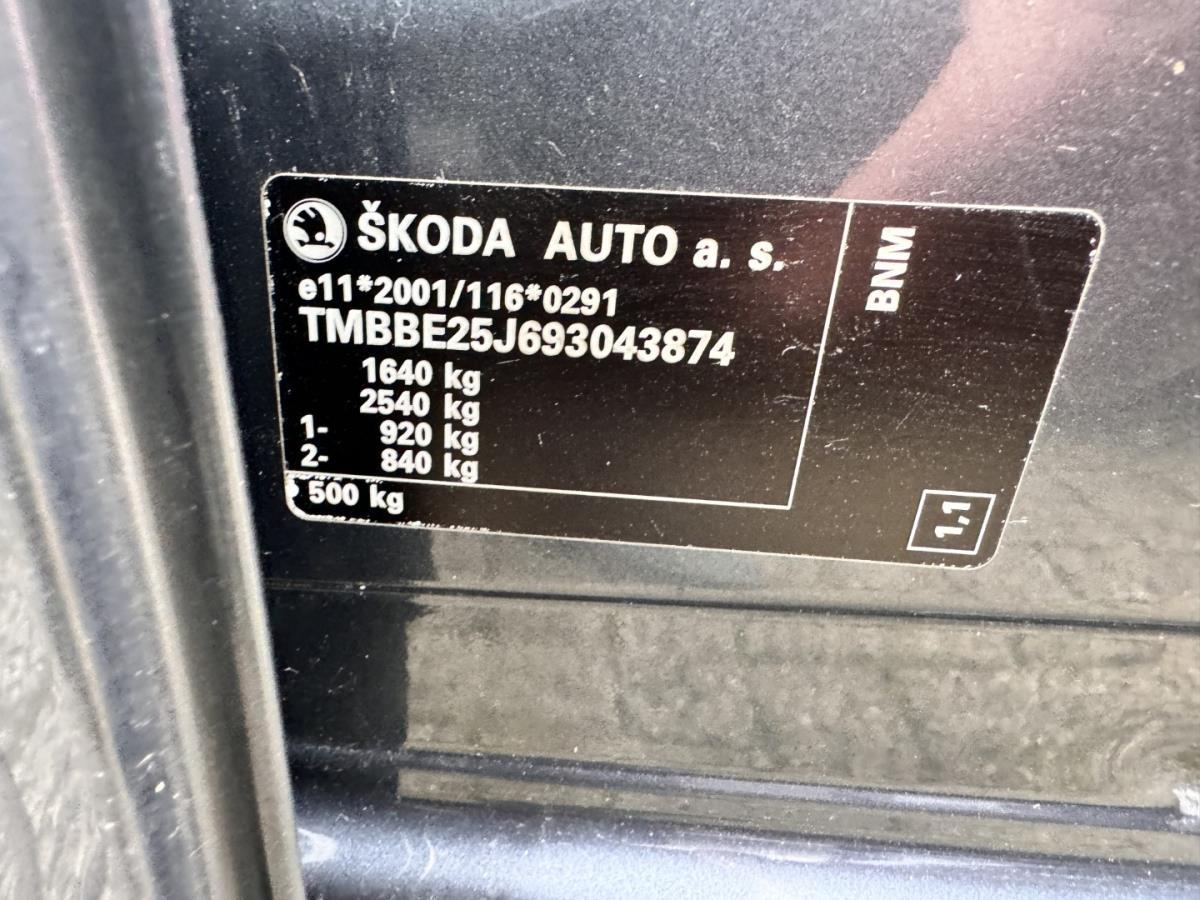 ŠKODA AUTO a. s.
e11*2001/116*0291
TMBBE25J693043874
1640 kg
2540 kg
1- 920 kg
2- 840 kg
500 kg
BNM
1,1